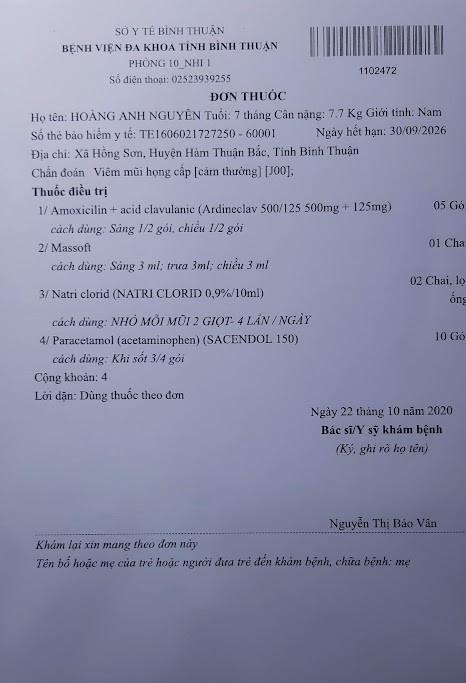 SỞ Y TẾ BÌNH THUẬN
BỆNH VIỆN ĐA KHOA TỈNH BÌNH THUẬN
PHÒNG 10_NHI 1
Số điện thoại: 02523939255
1102472
ĐƠN THUỐC
Họ tên: HOÀNG ANH NGUYÊN Tuổi: 7 tháng Cân nặng: 7.7 Kg Giới tính: Nam
Số thẻ bảo hiểm y tế: TE1606021727250 - 60001 Ngày hết hạn: 30/09/2026
Địa chỉ: Xã Hồng Sơn, Huyện Hàm Thuận Bắc, Tỉnh Bình Thuận
Chẩn đoán Viêm mũi họng cấp [cảm thường] [J00];
Thuốc điều trị
1/ Amoxicilin + acid clavulanic (Ardineclav 500/125 500mg + 125mg) 05 Gó
cách dùng: Sáng 1/2 gói, chiều 1/2 gói
2/ Massoft 01 Cha
cách dùng: Sáng 3 ml; trưa 3ml; chiều 3 ml
3/ Natri clorid (NATRI CLORID 0,9%/10ml) 02 Chai, lọ
ống
cách dùng: NHỎ MỖI MŨI 2 GIỌT- 4 LẦN / NGÀY
4/ Paracetamol (acetaminophen) (SACENDOL 150) 10 Gó
cách dùng: Khi sốt 3/4 gói
Cộng khoản: 4
Lời dặn: Dùng thuốc theo đơn
Ngày 22 tháng 10 năm 2020
Bác sĩ/Y sỹ khám bệnh
(Ký, ghi rõ họ tên)
Nguyễn Thị Bảo Vân
Khám lại xin mang theo đơn này
Tên bố hoặc mẹ của trẻ hoặc người đưa trẻ đến khám bệnh, chữa bệnh: mẹ